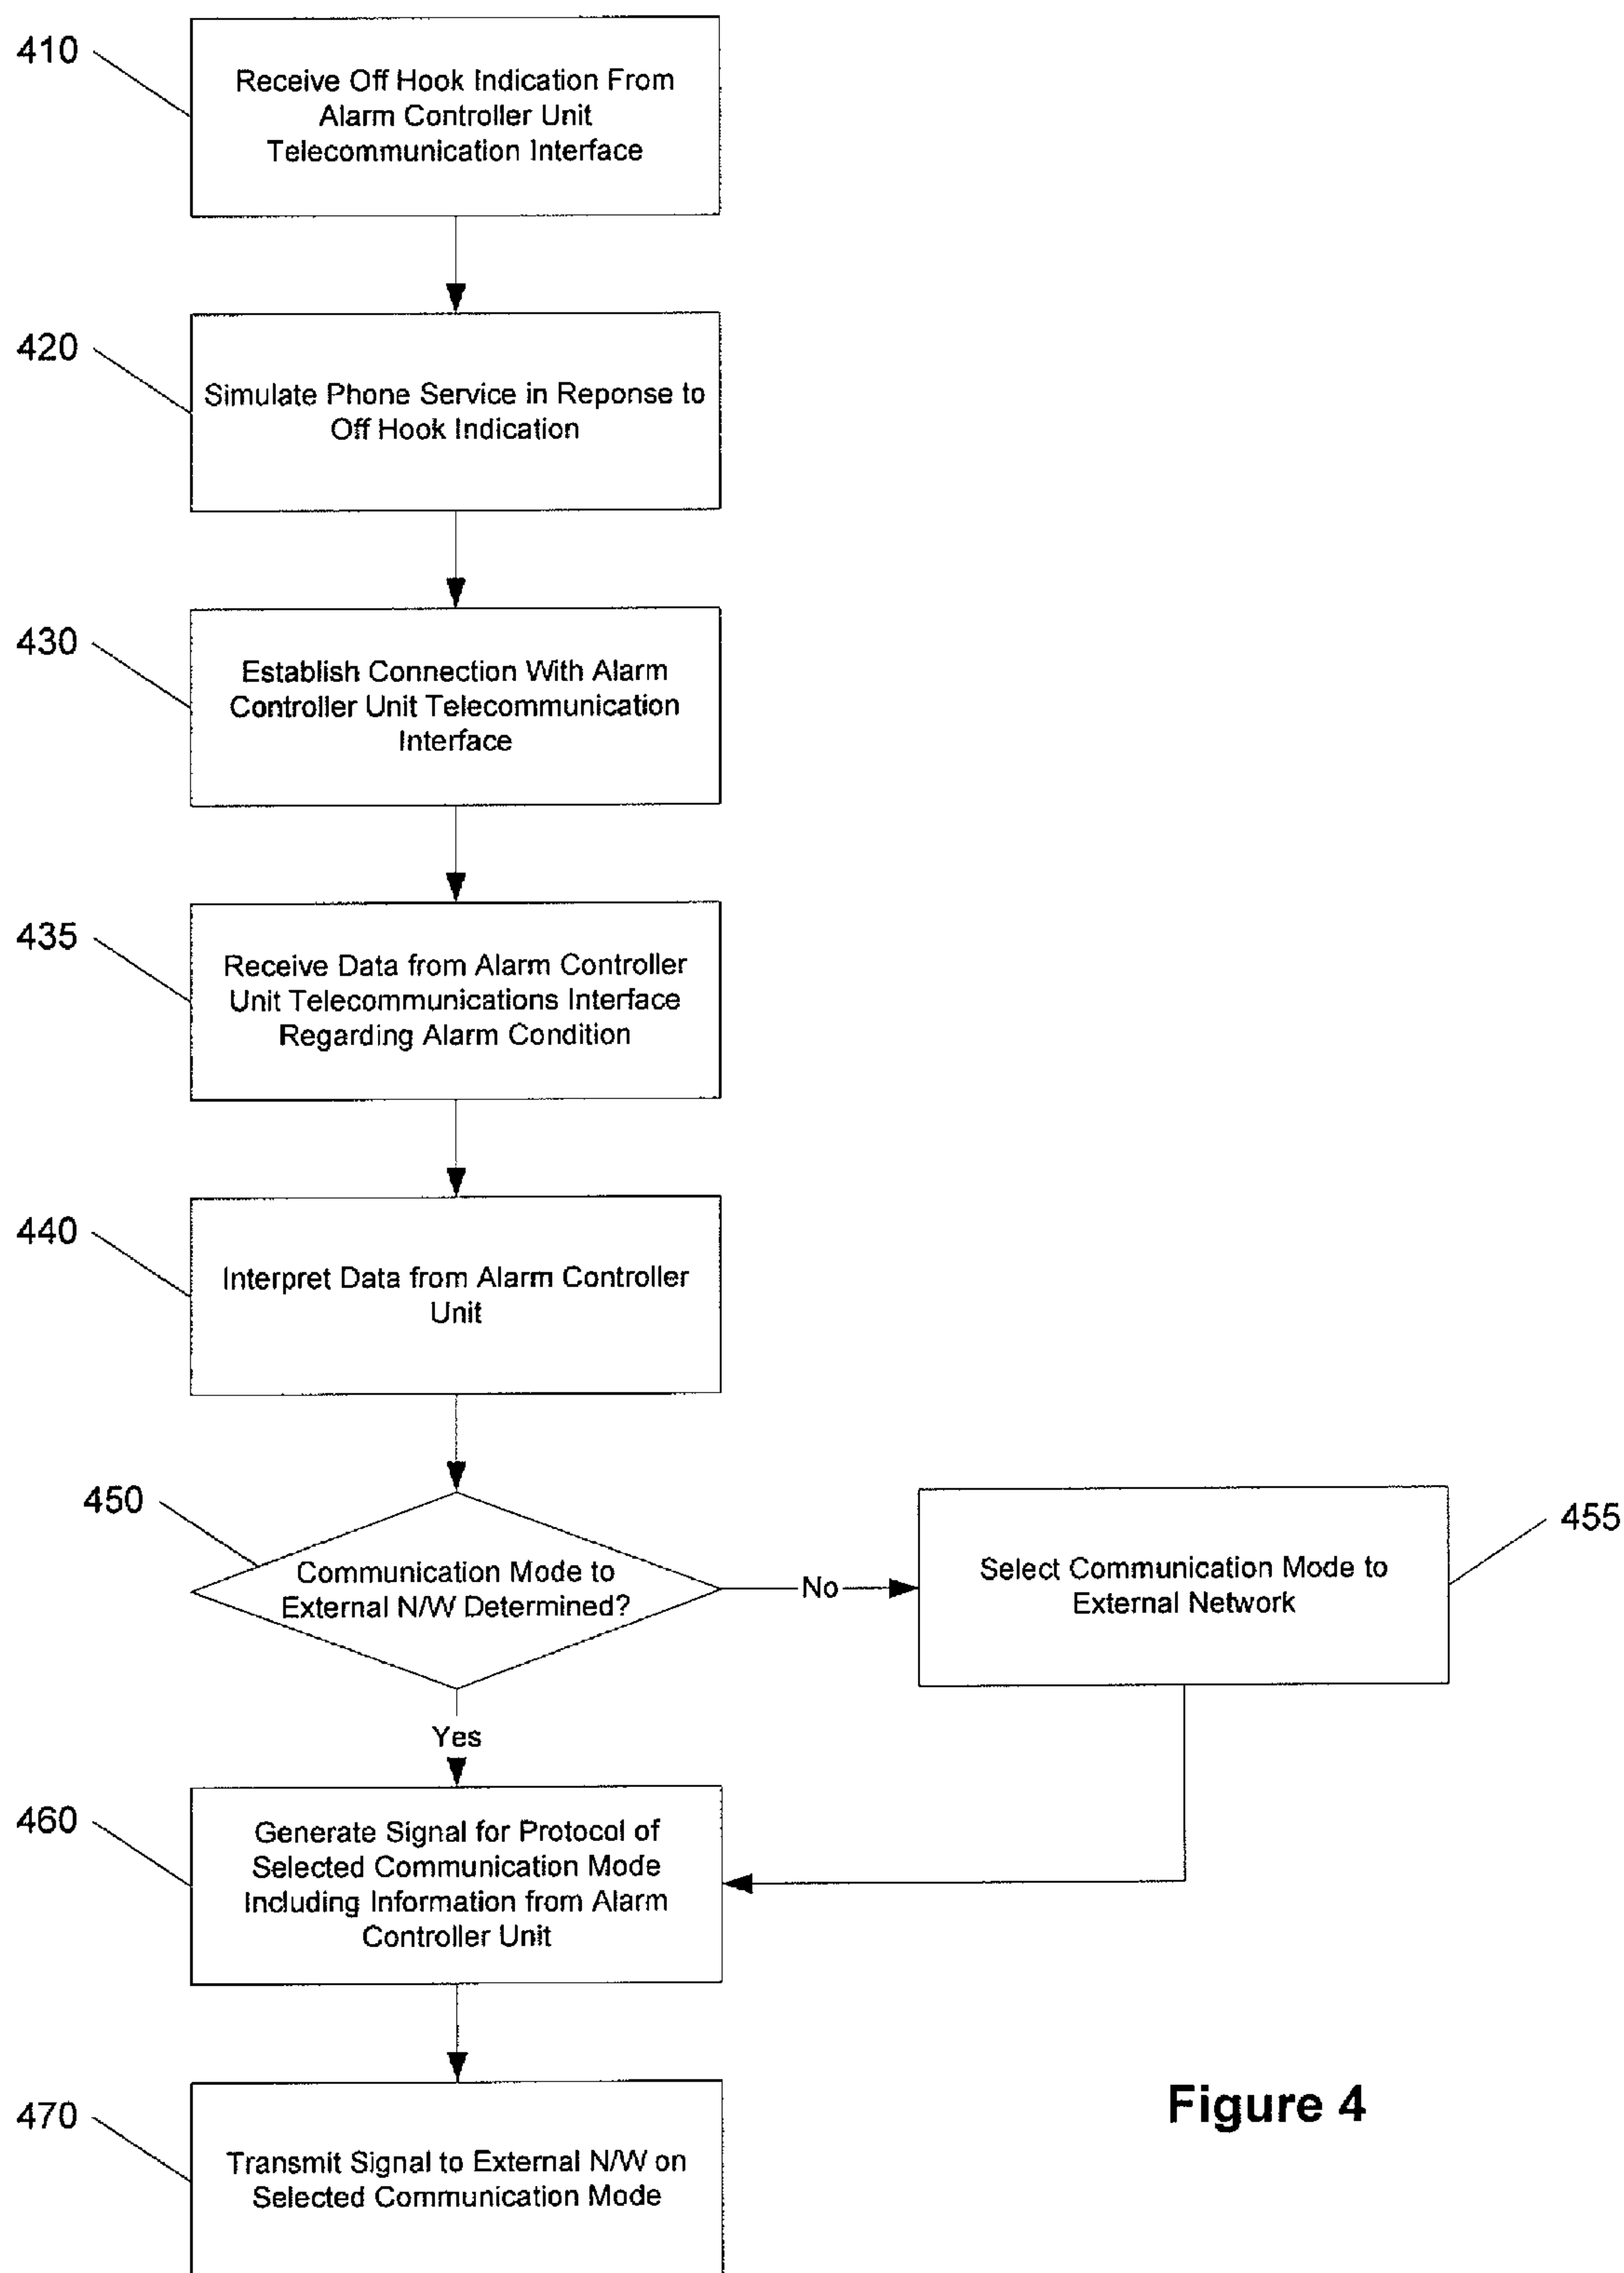 410
Receive Off Hook Indication From
Alarm Controller Unit
Telecommunication Interface
420
Simulate Phone Service in Reponse to
Off Hook Indication
430
Establish Connection With Alarm
Controller Unit Telecommunication
Interface
435
Receive Data from Alarm Controller
Unit Telecommunications Interface
Regarding Alarm Condition
440
Interpret Data from Alarm Controller
Unit
450
Communication Mode to
External N/W Determined?
No
Select Communication Mode to
External Network
455
Yes
460
Generate Signal for Protocol of
Selected Communication Mode
Including Information from Alarm
Controller Unit
470
Transmit Signal to External N/W on
Selected Communication Mode
Figure 4